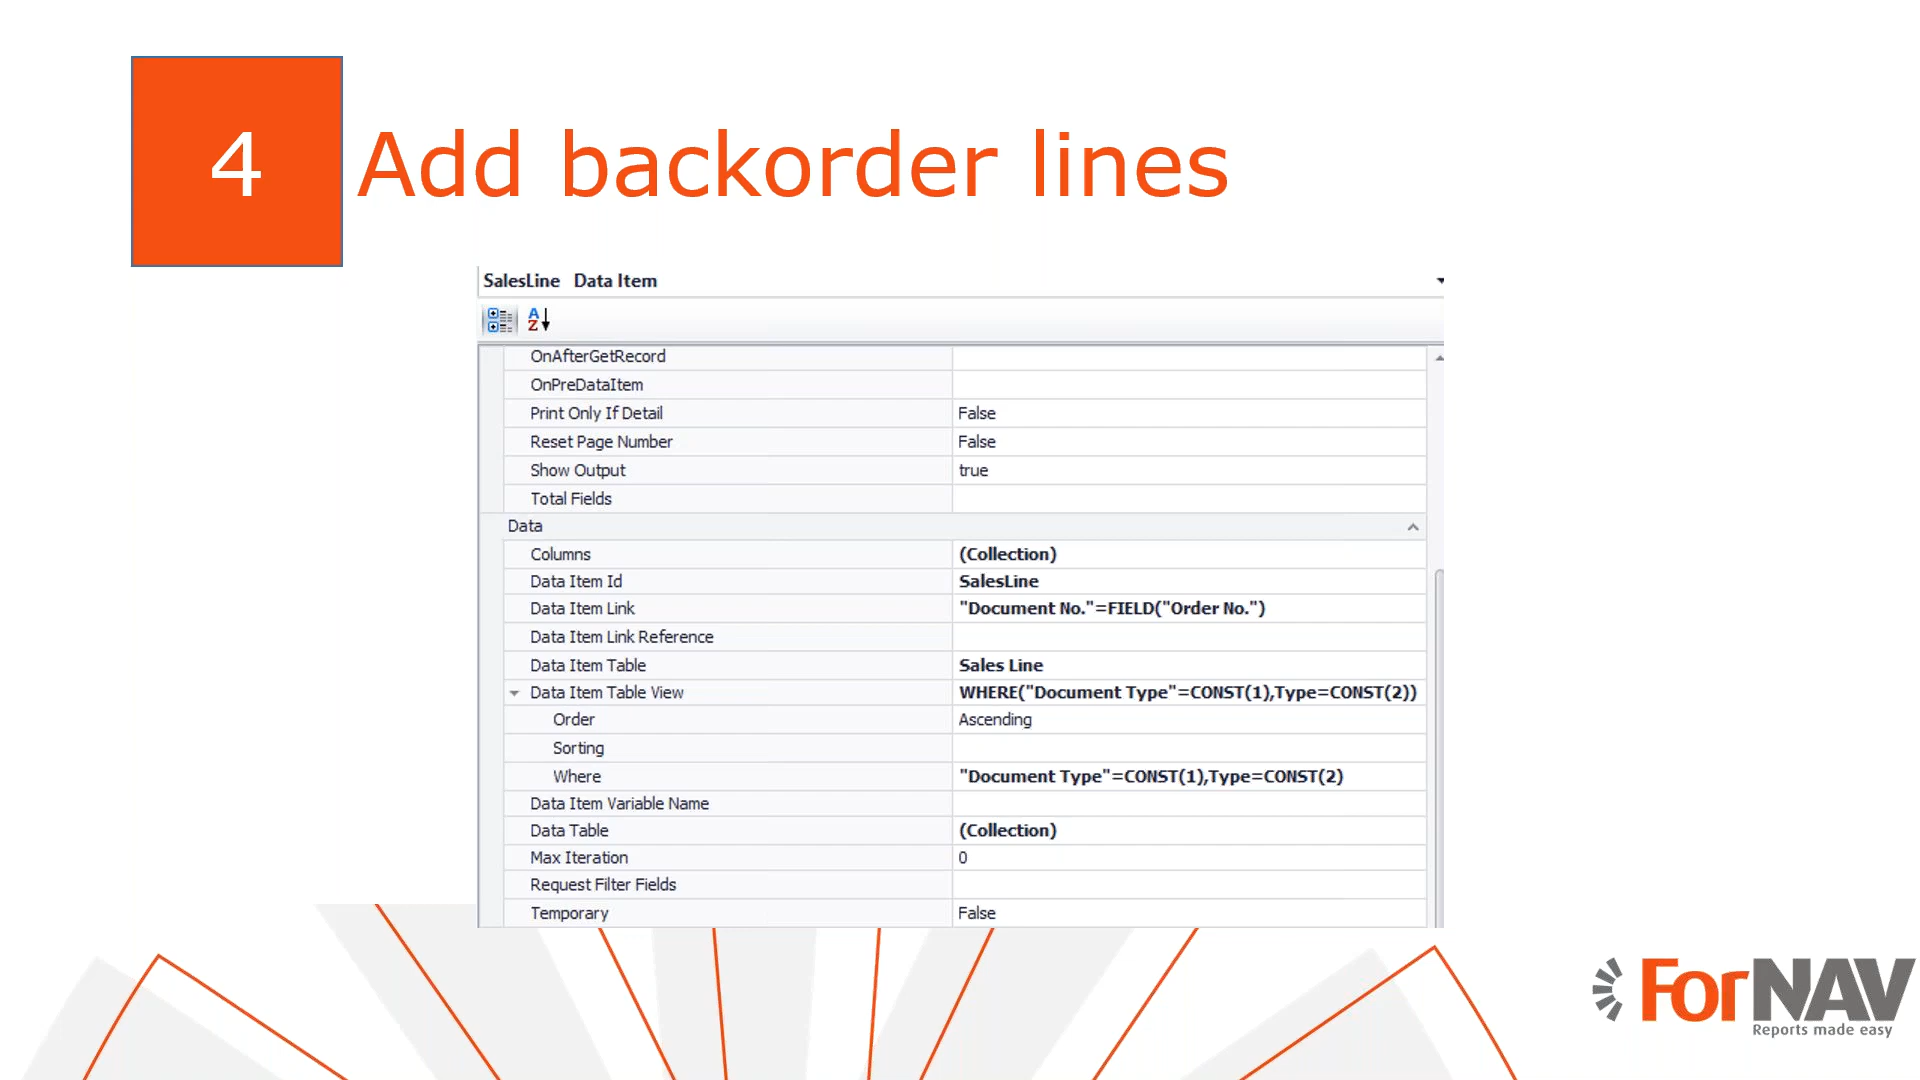 4
Add backorder lines
SalesLine Data Item
AZ
OnAfterGetRecord
OnPreDataItem
Print Only If Detail False
Reset Page Number False
Show Output true
Total Fields
Data
Columns (Collection)
Data Item Id SalesLine
Data Item Link "Document No."=FIELD("Order No.")
Data Item Link Reference
Data Item Table Sales Line
Data Item Table View WHERE("Document Type"=CONST(1),Type=CONST(2))
Order Ascending
Sorting
Where "Document Type"=CONST(1),Type=CONST(2)
Data Item Variable Name
Data Table (Collection)
Max Iteration 0
Request Filter Fields
Temporary False
ForNAV
Reports made easy